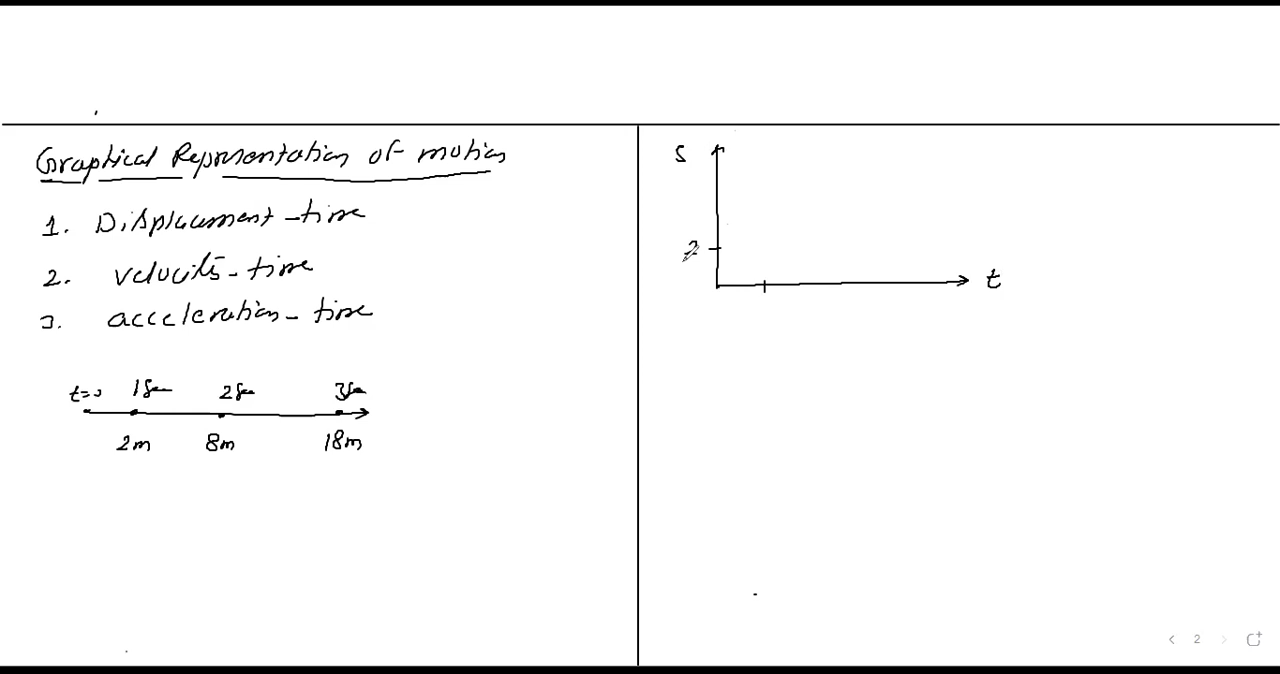 Graphical Representation of motion
1. Displacement-time
2. velocity-time
3. acceleration-time
t=0 1sec 2sec 3sec
2m 8m 18m
s
2
t
2